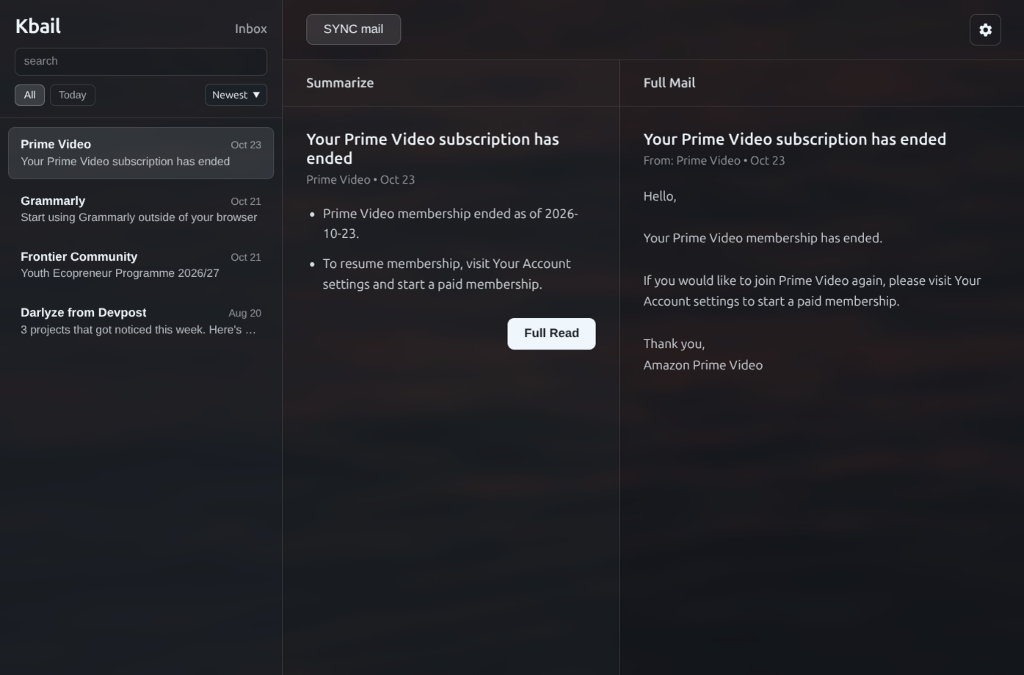 Kbail
Inbox
search
All
Today
Newest ▼
Prime Video
Oct 23
Your Prime Video subscription has ended
Grammarly
Oct 21
Start using Grammarly outside of your browser
Frontier Community
Oct 21
Youth Ecopreneur Programme 2026/27
Darlyze from Devpost
Aug 20
3 projects that got noticed this week. Here's ...
SYNC mail
Summarize
Your Prime Video subscription has
ended
Prime Video • Oct 23
• Prime Video membership ended as of 2026-
10-23.
• To resume membership, visit Your Account
settings and start a paid membership.
Full Read
Full Mail
Your Prime Video subscription has ended
From: Prime Video • Oct 23
Hello,
Your Prime Video membership has ended.
If you would like to join Prime Video again, please visit Your
Account settings to start a paid membership.
Thank you,
Amazon Prime Video